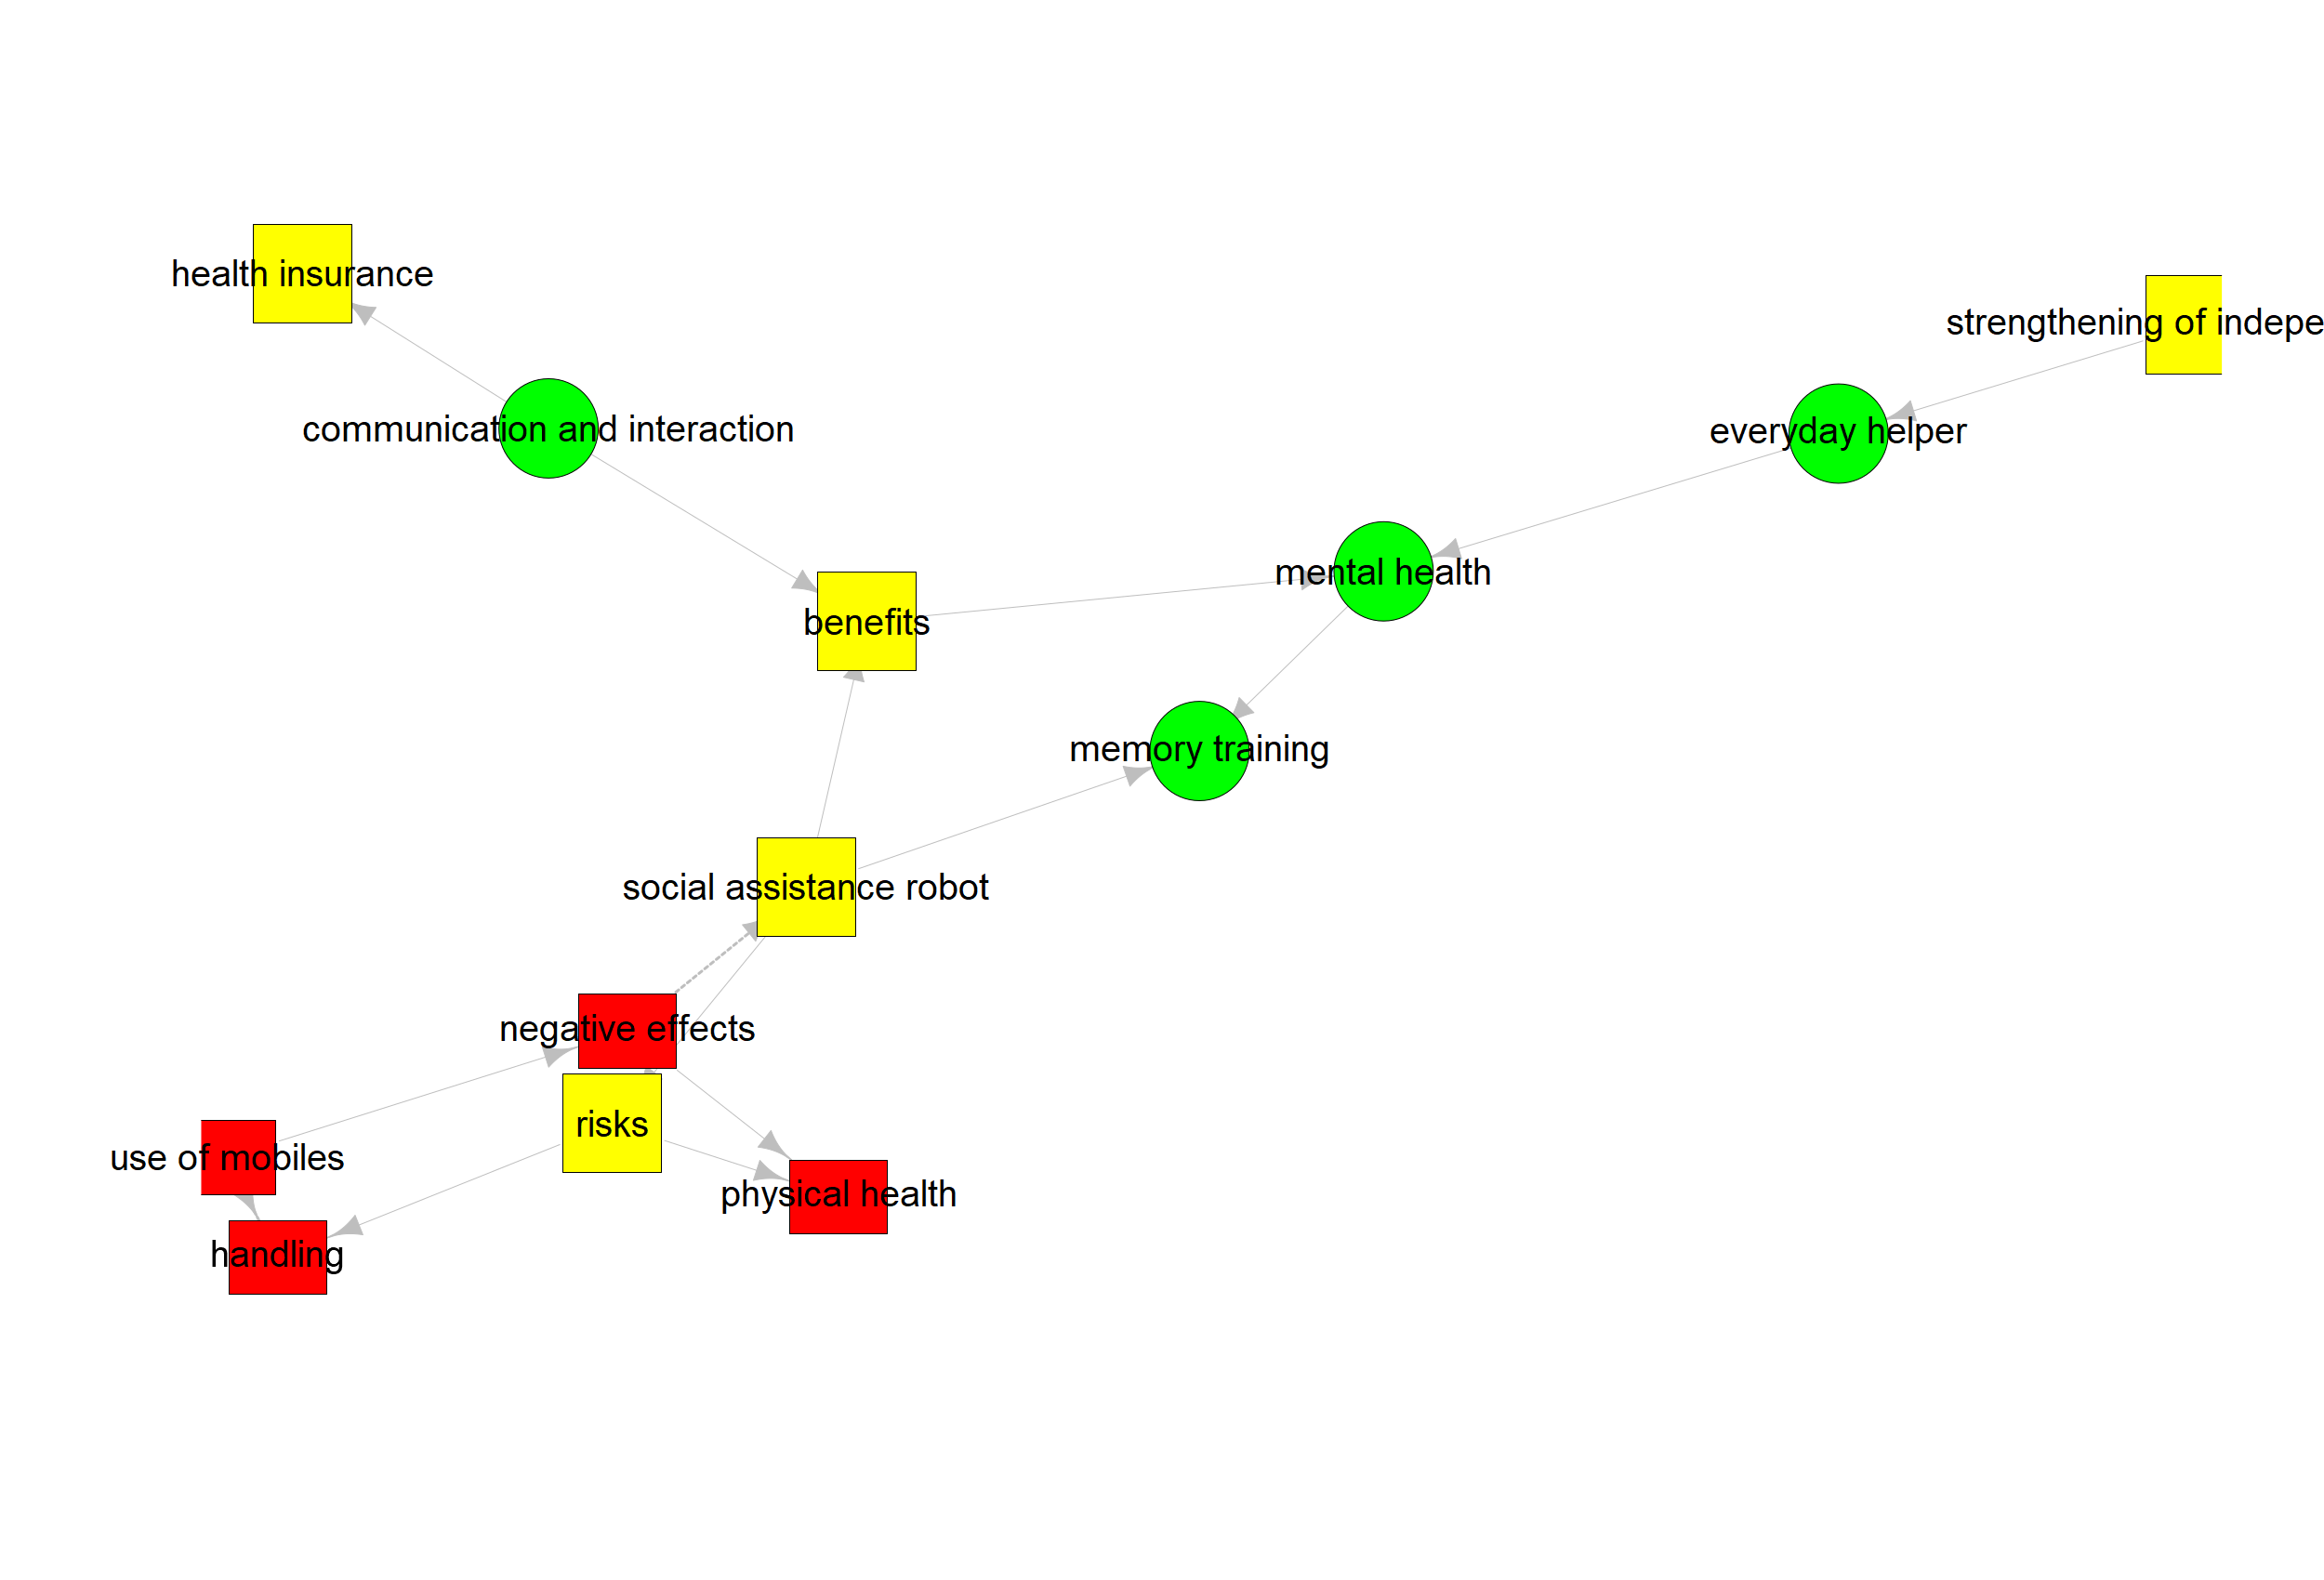 health insurance
strengthening of indepe
communication and interaction
everyday helper
mental health
benefits
memory training
social assistance robot
negative effects
risks
use of mobiles
physical health
handling